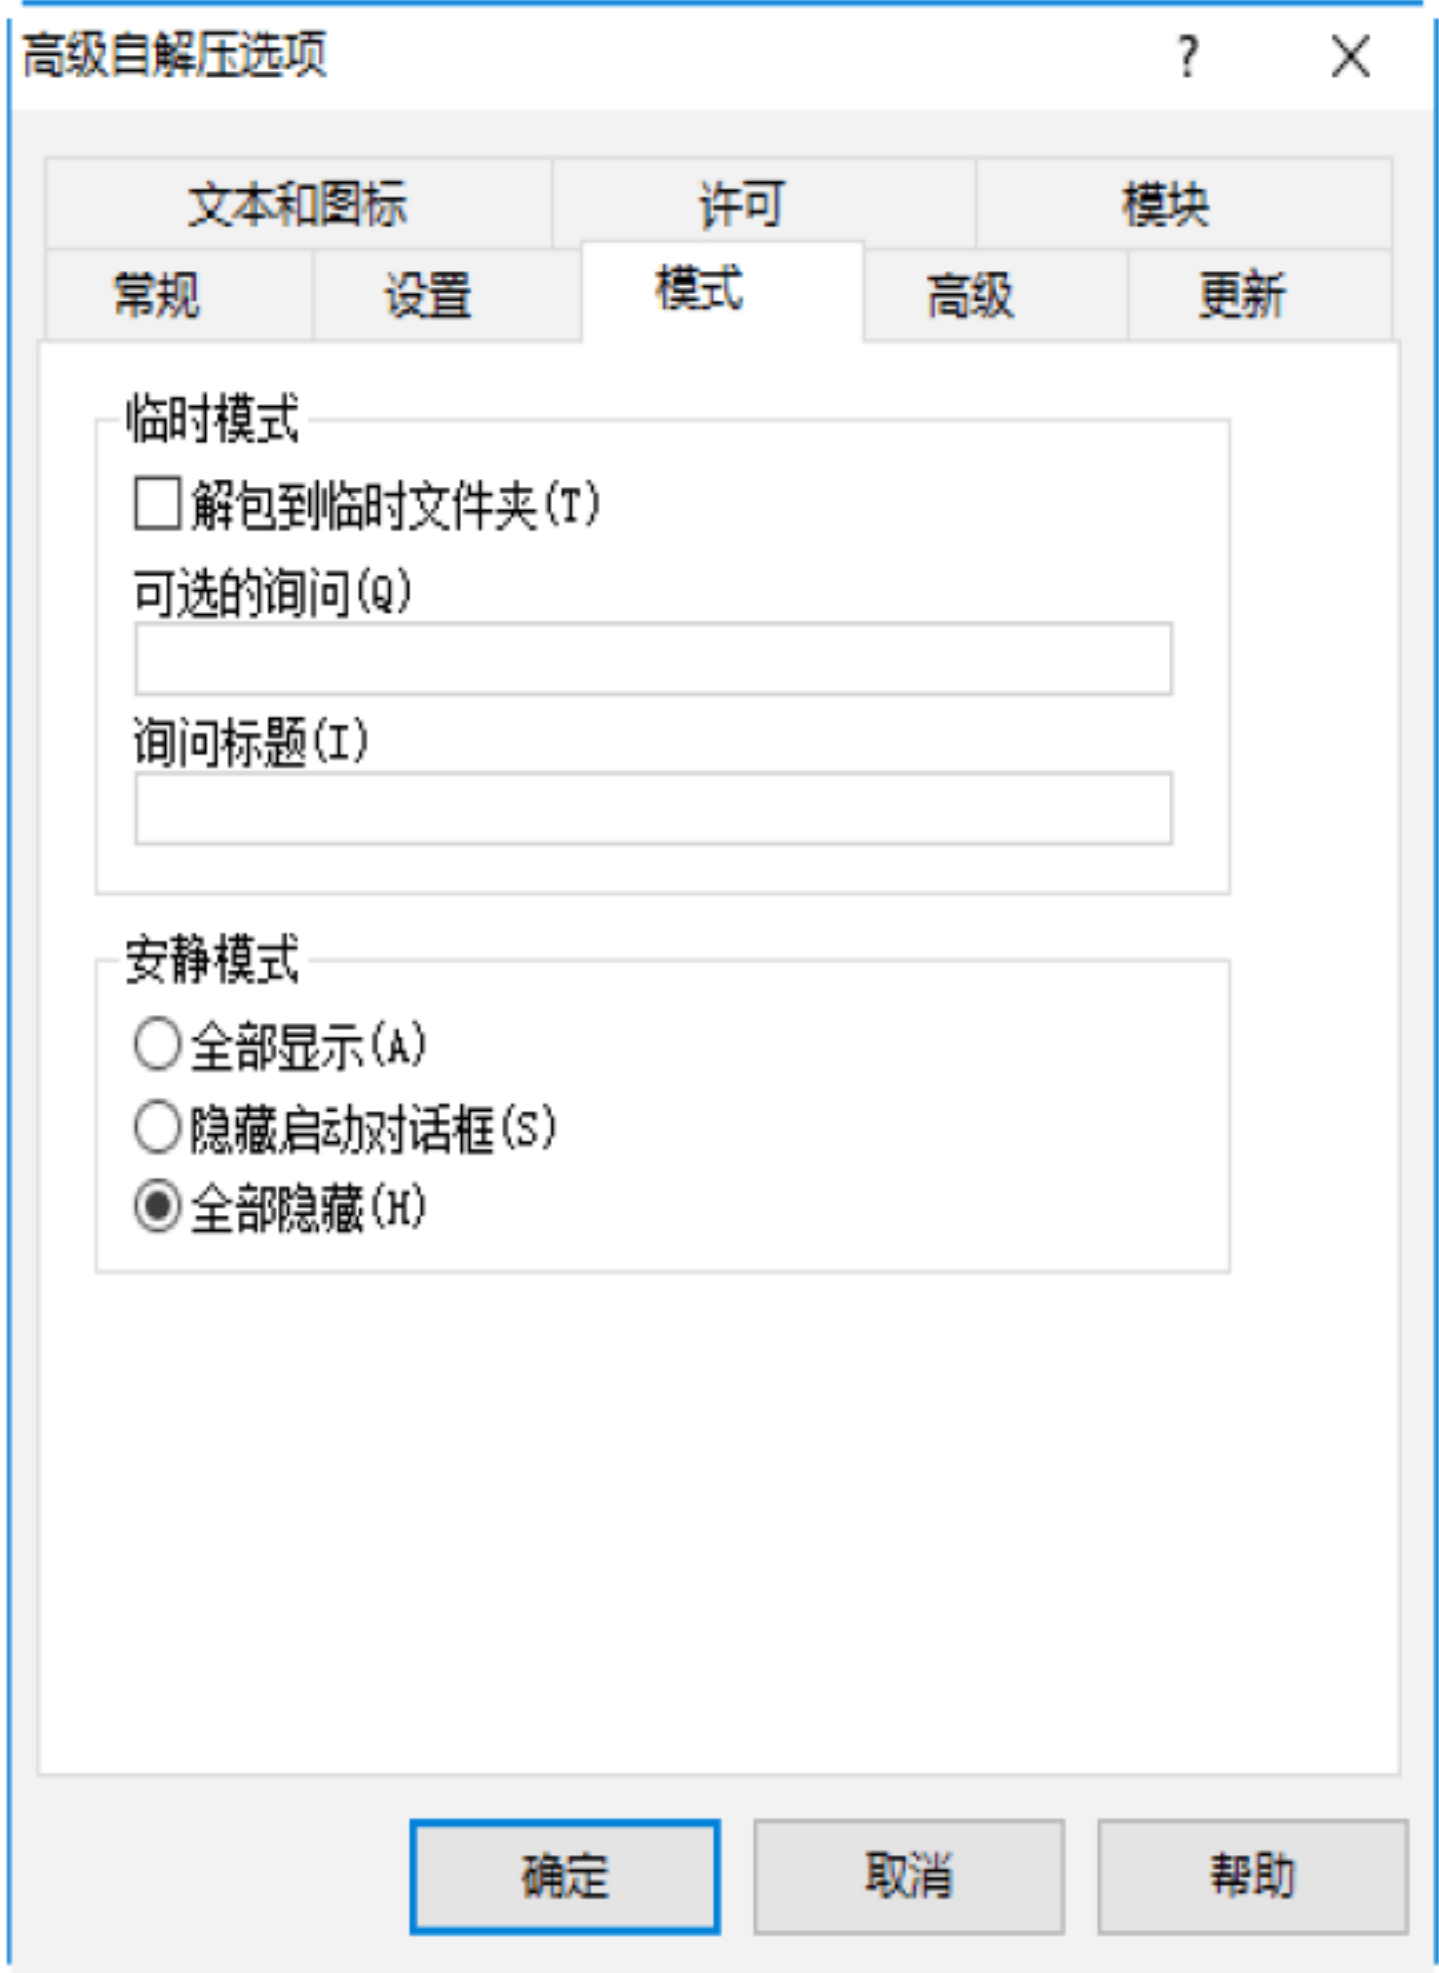 高级自解压选项 ?
文本和图标 许可 模块
常规 设置 模式 高级 更新
临时模式
解包到临时文件夹(T)
可选的询问(Q)
询问标题(I)
安静模式
全部显示(A)
隐藏启动对话框(S)
全部隐藏(H)
确定 取消 帮助